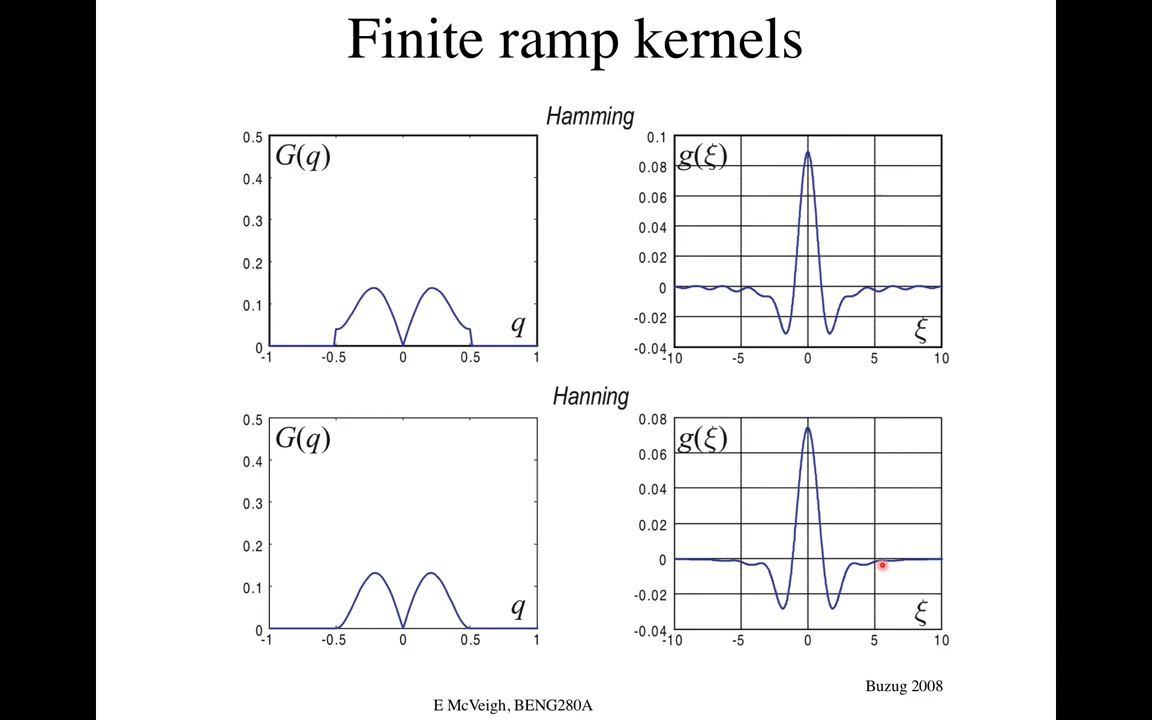 Finite ramp kernels
Hamming
0.5
0.4
0.3
0.2
0.1
0
G(q)
q
-1 -0.5 0 0.5 1
0.1
0.08
0.06
0.04
0.02
0
-0.02
-0.04
g(ξ)
ξ
-10 -5 0 5 10
Hanning
0.5
0.4
0.3
0.2
0.1
0
G(q)
q
-1 -0.5 0 0.5 1
0.08
0.06
0.04
0.02
0
-0.02
-0.04
g(ξ)
ξ
-10 -5 0 5 10
Buzug 2008
E McVeigh, BENG280A